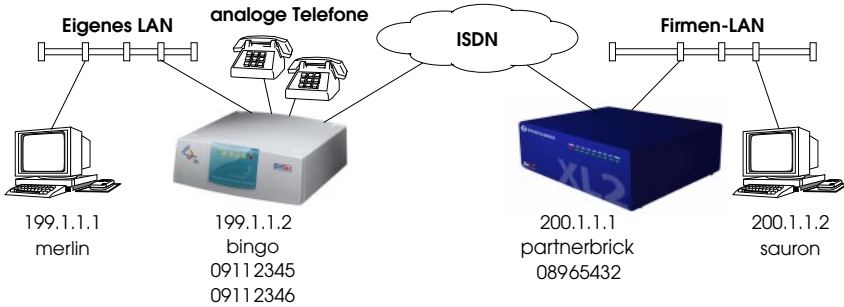 Eigenes LAN
analoge Telefone
ISDN
Firmen-LAN
XL2
199.1.1.1
merlin
199.1.1.2
bingo
09112345
09112346
200.1.1.1
partnerbrick
08965432
200.1.1.2
sauron